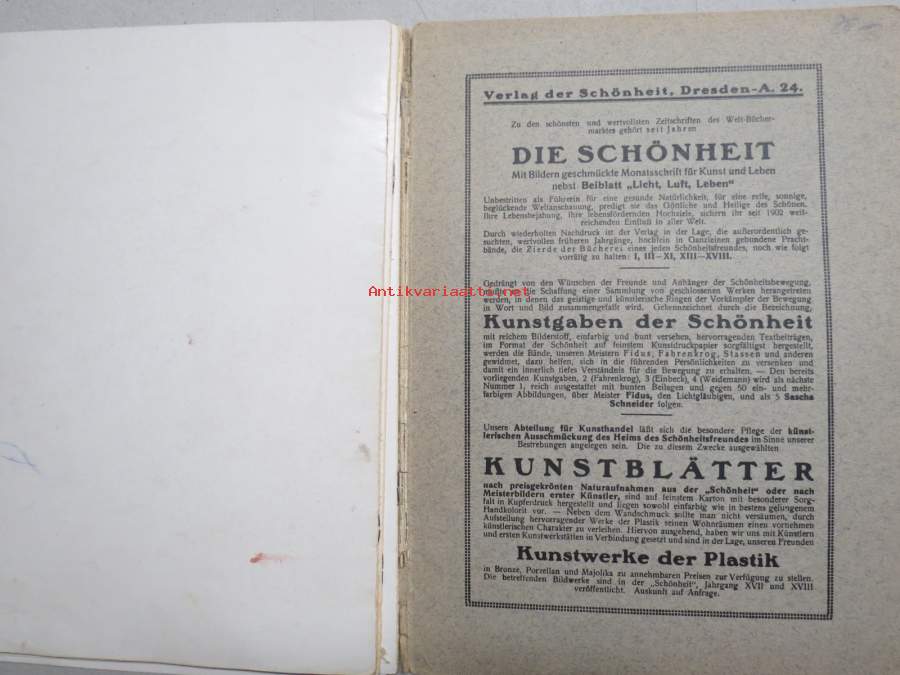 Verlag der Schönheit, Dresden-A. 24.
Zu den schönsten und wertvollsten Zeitschriften des Welt-Bücher-
marktes gehört seit Jahren
DIE SCHÖNHEIT
Mit Bildern geschmückte Monatsschrift für Kunst und Leben
nebst Beiblatt „Licht, Luft, Leben“
Unbestritten als Führerin für eine gesunde Natürlichkeit, für eine reife, sonnige,
beglückende Weltanschauung, predigt sie das Göttliche und Heilige des Schönen.
Ihre Lebensbejahung, ihre lebensfördernden Hochziele, sichern ihr seit 1902 weit-
reichenden Einfluß in aller Welt.
Durch wiederholten Nachdruck ist der Verlag in der Lage, die außerordentlich ge-
suchten, wertvollen früheren Jahrgänge, hochfein in Ganzleinen gebundene Pracht-
bände, die Zierde der Bücherei eines jeden Schönheitsfreundes, noch wie folgt
vorrätig zu halten: I, III—XI, XIII—XVIII.
Gedrängt von den Wünschen der Freunde und Anhänger der Schönheitsbewegung,
wir an die Schaffung einer Sammlung von geschlossenen Werken herangetreten
werden, in denen das geistige und künstlerische Ringen der Vorkämpfer der Bewegung
in Wort und Bild zusammengefaßt wird. Gekennzeichnet durch die Bezeichnung,
Antikvariaatti.net
Kunstgaben der Schönheit
mit reichem Bilderstoff, einfarbig und bunt versehen, hervorragenden Textbeiträgen,
im Format der Schönheit auf feinstem Kunstdruckpapier sorgfältigst hergestellt,
werden die Bände, unseren Meistern Fidus, Fahrenkrog, Stassen und anderen
gewidmet, dazu helfen, sich in die führenden Persönlichkeiten zu versenken und
damit ein innerlich tiefes Verständnis für die Bewegung zu erhalten. — Den bereits
vorliegenden Kunstgaben, 2 (Fahrenkrog), 3 (Einbeck), 4 (Weidemann) wird als nächste
Nummer 1, reich ausgestattet mit bunten Beilagen und gegen 50 ein- und mehr-
farbigen Abbildungen, über Meister Fidus, den Lichtgläubigen, und als 5 Sascha
Schneider folgen.
Unsere Abteilung für Kunsthandel läßt sich die besondere Pflege der künst-
lerischen Ausschmückung des Heims des Schönheitsfreundes im Sinne unserer
Bestrebungen angelegen sein. Die zu diesem Zwecke ausgewählten
KUNSTBLÄTTER
nach preisgekrönten Naturaufnahmen aus der „Schönheit“ oder nach
Meisterbildern erster Künstler, sind auf feinstem Karton mit besonderer Sorg-
falt in Kupferdruck hergestellt und liegen sowohl einfarbig wie in bestens gelungenem
Handkolorit vor. — Neben dem Wandschmuck sollte man nicht versäumen, durch
Aufstellung hervorragender Werke der Plastik seinen Wohnräumen einen vornehmen
künstlerischen Charakter zu verleihen. Hiervon ausgehend, haben wir uns mit Künstlern
und ersten Kunstwerkstätten in Verbindung gesetzt und sind in der Lage, unseren Freunden
Kunstwerke der Plastik
in Bronze, Porzellan und Majolika zu annehmbaren Preisen zur Verfügung zu stellen.
Die betreffenden Bildwerke sind in der „Schönheit“, Jahrgang XVII und XVIII
veröffentlicht. Auskunft auf Anfrage.